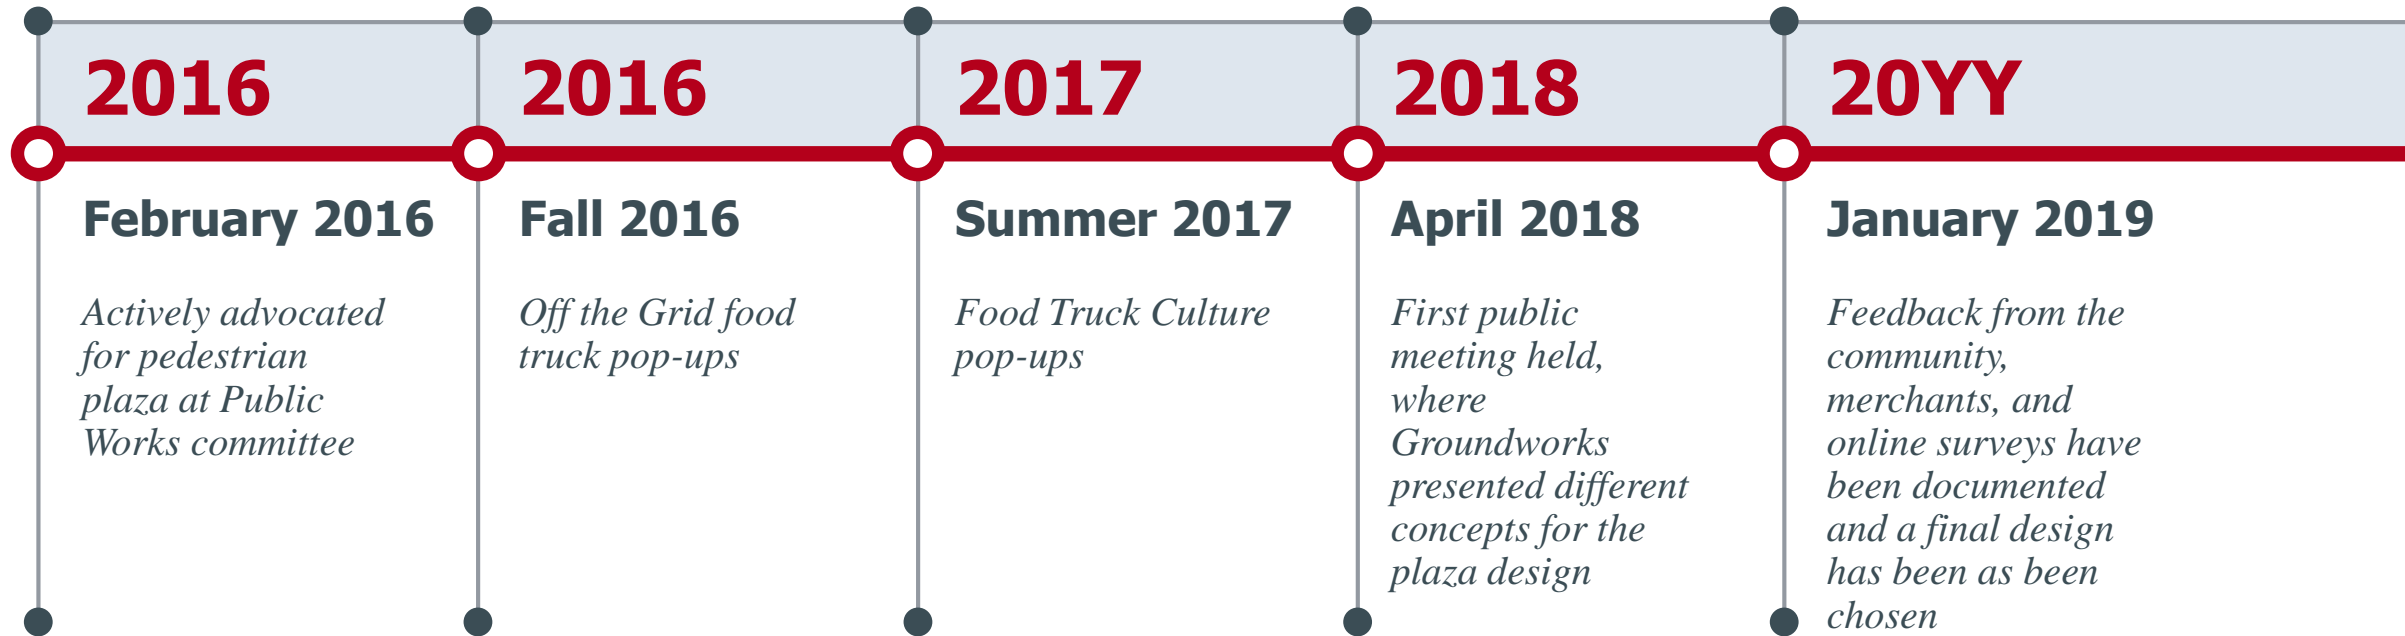 2016
2016
2017
2018
20YY
February 2016
Actively advocated
for pedestrian
plaza at Public
Works committee
Fall 2016
Off the Grid food
truck pop-ups
Summer 2017
Food Truck Culture
pop-ups
April 2018
First public
meeting held,
where
Groundworks
presented different
concepts for the
plaza design
January 2019
Feedback from the
community,
merchants, and
online surveys have
been documented
and a final design
has been as been
chosen